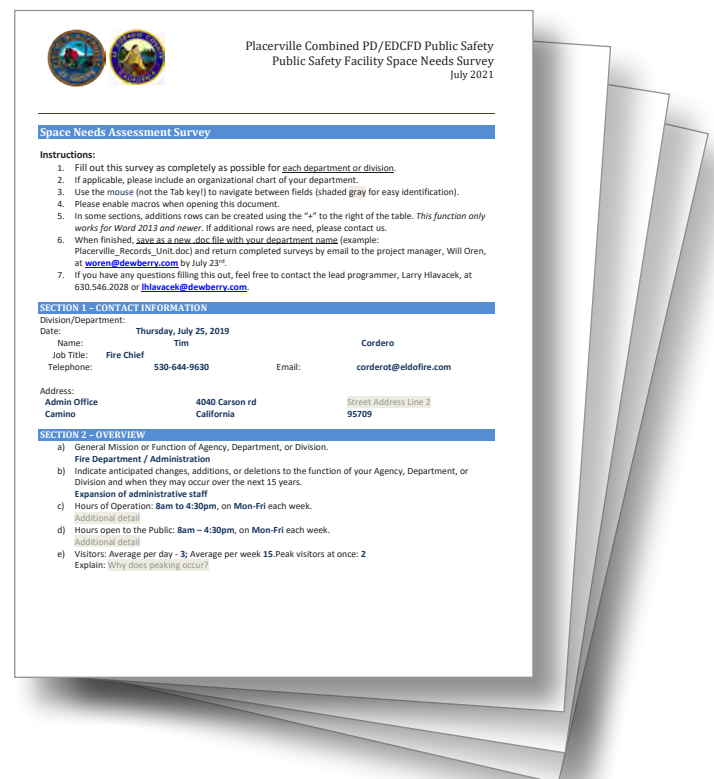 Placerville Combined PD/EDCFD Public Safety
Public Safety Facility Space Needs Survey
July 2021
Space Needs Assessment Survey
Instructions:
1. Fill out this survey as completely as possible for each department or division.
2. If applicable, please include an organizational chart of your department.
3. Use the mouse (not the Tab key!) to navigate between fields (shaded gray for easy identification).
4. Please enable macros when opening this document.
5. In some sections, additions rows can be created using the “+” to the right of the table. This function only
works for Word 2013 and newer. If additional rows are need, please contact us.
6. When finished, save as a new .doc file with your department name (example:
Placerville_Records_Unit.doc) and return completed surveys by email to the project manager, Will Oren,
at woren@dewberry.com by July 23rd.
7. If you have any questions filling this out, feel free to contact the lead programmer, Larry Hlavacek, at
630.546.2028 or lhlavacek@dewberry.com.
SECTION 1 – CONTACT INFORMATION
Division/Department:
Date: Thursday, July 25, 2019
Name: Tim Cordero
Job Title: Fire Chief
Telephone: 530-644-9630 Email: corderot@eldofire.com
Address:
Admin Office 4040 Carson rd Street Address Line 2
Camino California 95709
SECTION 2 – OVERVIEW
a) General Mission or Function of Agency, Department, or Division.
Fire Department / Administration
b) Indicate anticipated changes, additions, or deletions to the function of your Agency, Department, or
Division and when they may occur over the next 15 years.
Expansion of administrative staff
c) Hours of Operation: 8am to 4:30pm, on Mon-Fri each week.
Additional detail
d) Hours open to the Public: 8am – 4:30pm, on Mon-Fri each week.
Additional detail
e) Visitors: Average per day - 3; Average per week 15.Peak visitors at once: 2
Explain: Why does peaking occur?